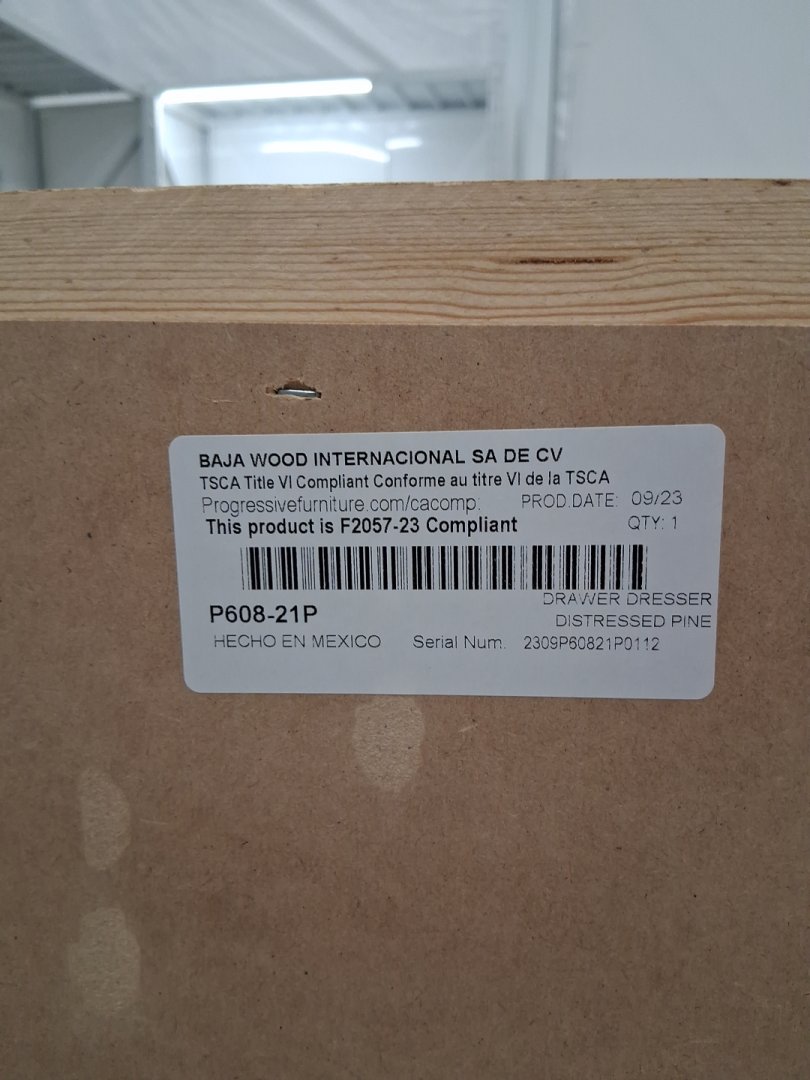 BAJA WOOD INTERNACIONAL SA DE CV
TSCA Title VI Compliant Conforme au titre VI de la TSCA
Progressivefurniture.com/cacomp: PROD.DATE: 09/23
This product is F2057-23 Compliant QTY: 1
DRAWER DRESSER
P608-21P
DISTRESSED PINE
HECHO EN MEXICO Serial Num. 2309P60821P0112